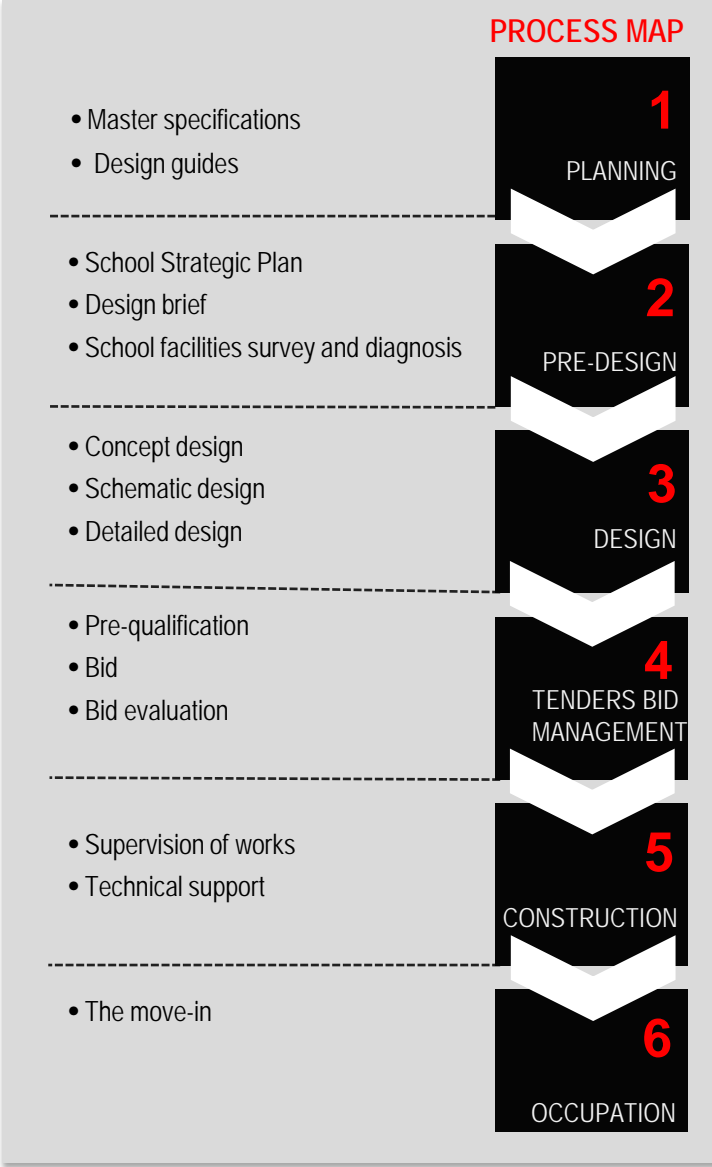 PROCESS MAP
• Master specifications
• Design guides
1
PLANNING
• School Strategic Plan
• Design brief
• School facilities survey and diagnosis
2
PRE-DESIGN
• Concept design
• Schematic design
• Detailed design
3
DESIGN
• Pre-qualification
• Bid
• Bid evaluation
4
TENDERS BID
MANAGEMENT
• Supervision of works
• Technical support
5
CONSTRUCTION
• The move-in
6
OCCUPATION